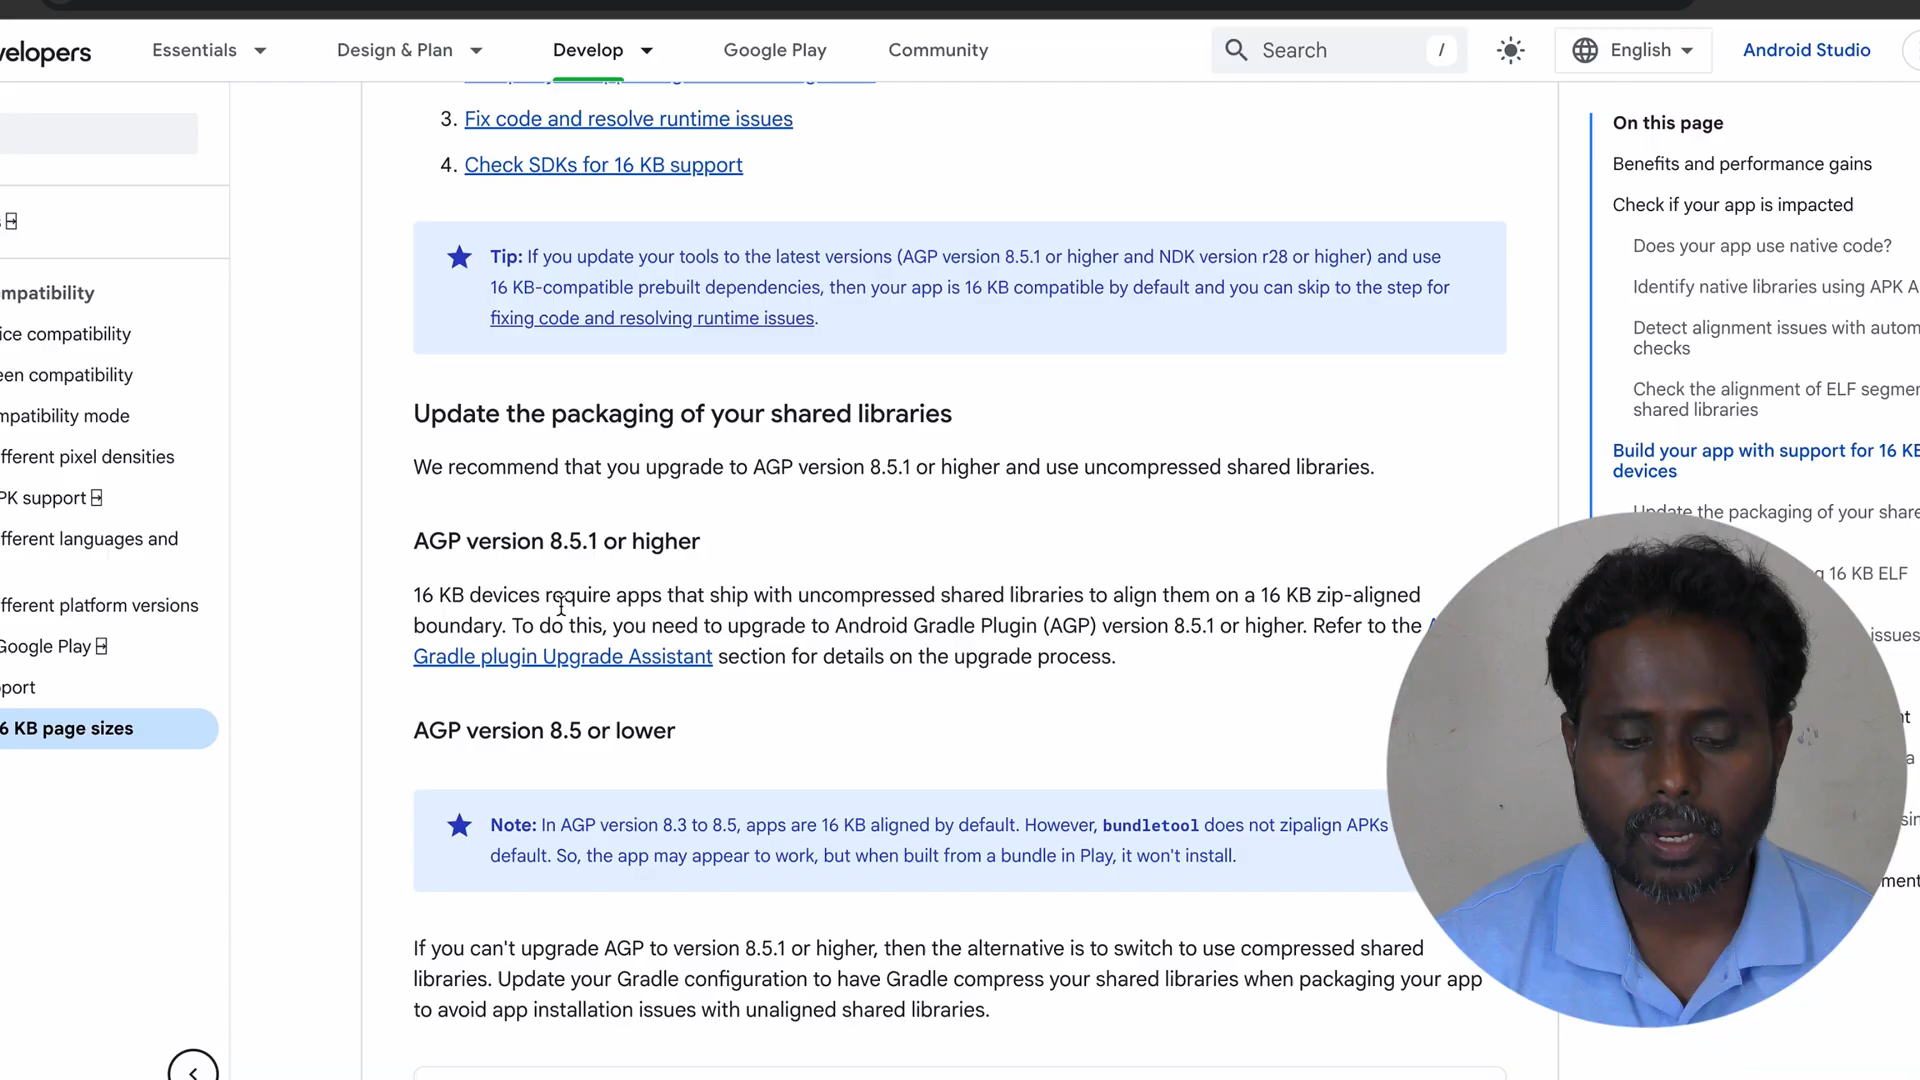 velopers
Essentials
Design & Plan
Develop
Google Play
Community
Search
/
English
Android Studio
3. Fix code and resolve runtime issues
4. Check SDKs for 16 KB support
Tip: If you update your tools to the latest versions (AGP version 8.5.1 or higher and NDK version r28 or higher) and use
16 KB-compatible prebuilt dependencies, then your app is 16 KB compatible by default and you can skip to the step for
fixing code and resolving runtime issues.
Update the packaging of your shared libraries
We recommend that you upgrade to AGP version 8.5.1 or higher and use uncompressed shared libraries.
AGP version 8.5.1 or higher
16 KB devices require apps that ship with uncompressed shared libraries to align them on a 16 KB zip-aligned
boundary. To do this, you need to upgrade to Android Gradle Plugin (AGP) version 8.5.1 or higher. Refer to the
Gradle plugin Upgrade Assistant section for details on the upgrade process.
AGP version 8.5 or lower
Note: In AGP version 8.3 to 8.5, apps are 16 KB aligned by default. However, bundletool does not zipalign APKs
default. So, the app may appear to work, but when built from a bundle in Play, it won't install.
If you can't upgrade AGP to version 8.5.1 or higher, then the alternative is to switch to use compressed shared
libraries. Update your Gradle configuration to have Gradle compress your shared libraries when packaging your app
to avoid app installation issues with unaligned shared libraries.
mpatibility
ice compatibility
een compatibility
mpatibility mode
fferent pixel densities
PK support
fferent languages and
fferent platform versions
Google Play
port
6 KB page sizes
On this page
Benefits and performance gains
Check if your app is impacted
Does your app use native code?
Identify native libraries using APK A
Detect alignment issues with autom
checks
Check the alignment of ELF segmer
shared libraries
Build your app with support for 16 KB
devices
Update the packaging of your share
g 16 KB ELF
issues